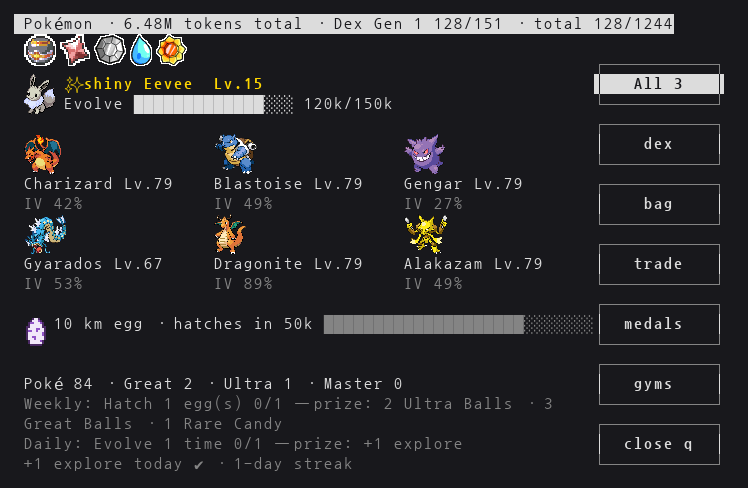 Pokémon · 6.48M tokens total · Dex Gen 1 128/151 · total 128/1244
✨shiny Eevee Lv.15
Evolve 120k/150k
All 3
dex
Charizard Lv.79 Blastoise Lv.79 Gengar Lv.79
IV 42% IV 49% IV 27%
bag
Gyarados Lv.67 Dragonite Lv.79 Alakazam Lv.79
IV 53% IV 89% IV 49%
trade
10 km egg · hatches in 50k
medals
Poké 84 · Great 2 · Ultra 1 · Master 0
gyms
Weekly: Hatch 1 egg(s) 0/1 — prize: 2 Ultra Balls · 3
Great Balls · 1 Rare Candy
Daily: Evolve 1 time 0/1 — prize: +1 explore
close q
+1 explore today ✔ · 1-day streak